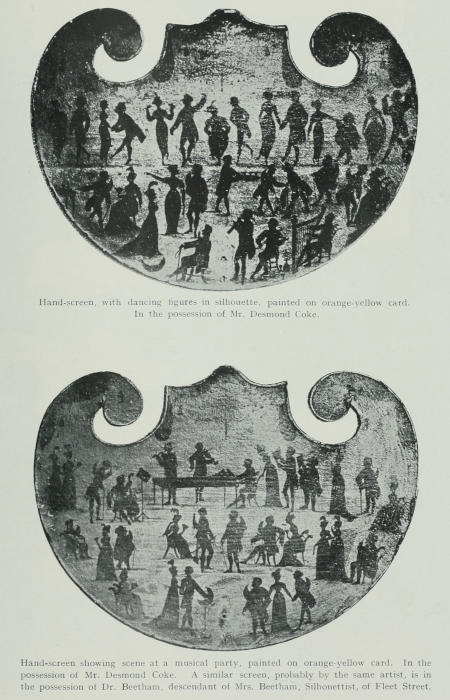 Hand-screen, with dancing figures in silhouette, painted on orange-yellow card.
In the possession of Mr. Desmond Coke.
Hand-screen showing scene at a musical party, painted on orange-yellow card. In the
possession of Mr. Desmond Coke. A similar screen, probably by the same artist, is in
the possession of Dr. Beetham, descendant of Mrs. Beetham, Silhouettist, of Fleet Street.